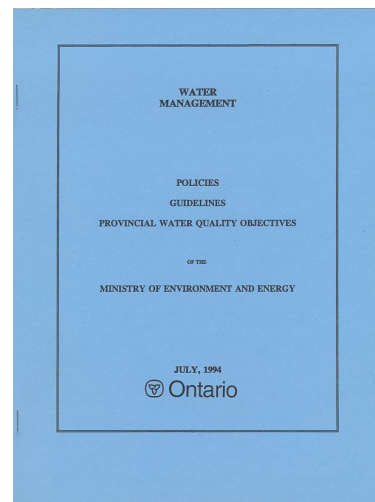 WATER
MANAGEMENT
POLICIES
GUIDELINES
PROVINCIAL WATER QUALITY OBJECTIVES
OF THE
MINISTRY OF ENVIRONMENT AND ENERGY
JULY, 1994
Ontario